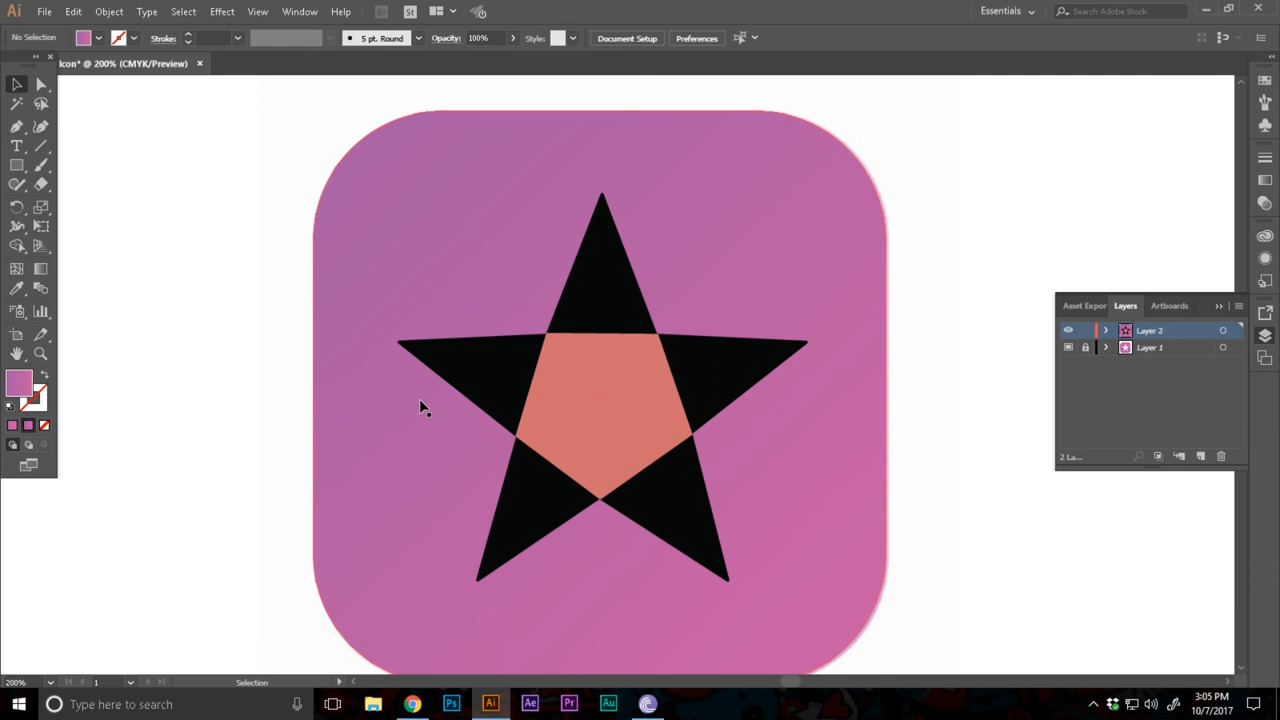 Ai File Edit Object Type Select Effect View Window Help Br St Essentials Search Adobe Stock
No Selection Stroke: 5 pt. Round Opacity: 100% Style: Document Setup Preferences
Icon* @ 200% (CMYK/Preview)
Asset Expor Layers Artboards
Layer 2
Layer 1
2 La...
200% 1 Selection
Type here to search Ps Ai Ae Pr Au 3:05 PM
10/7/2017